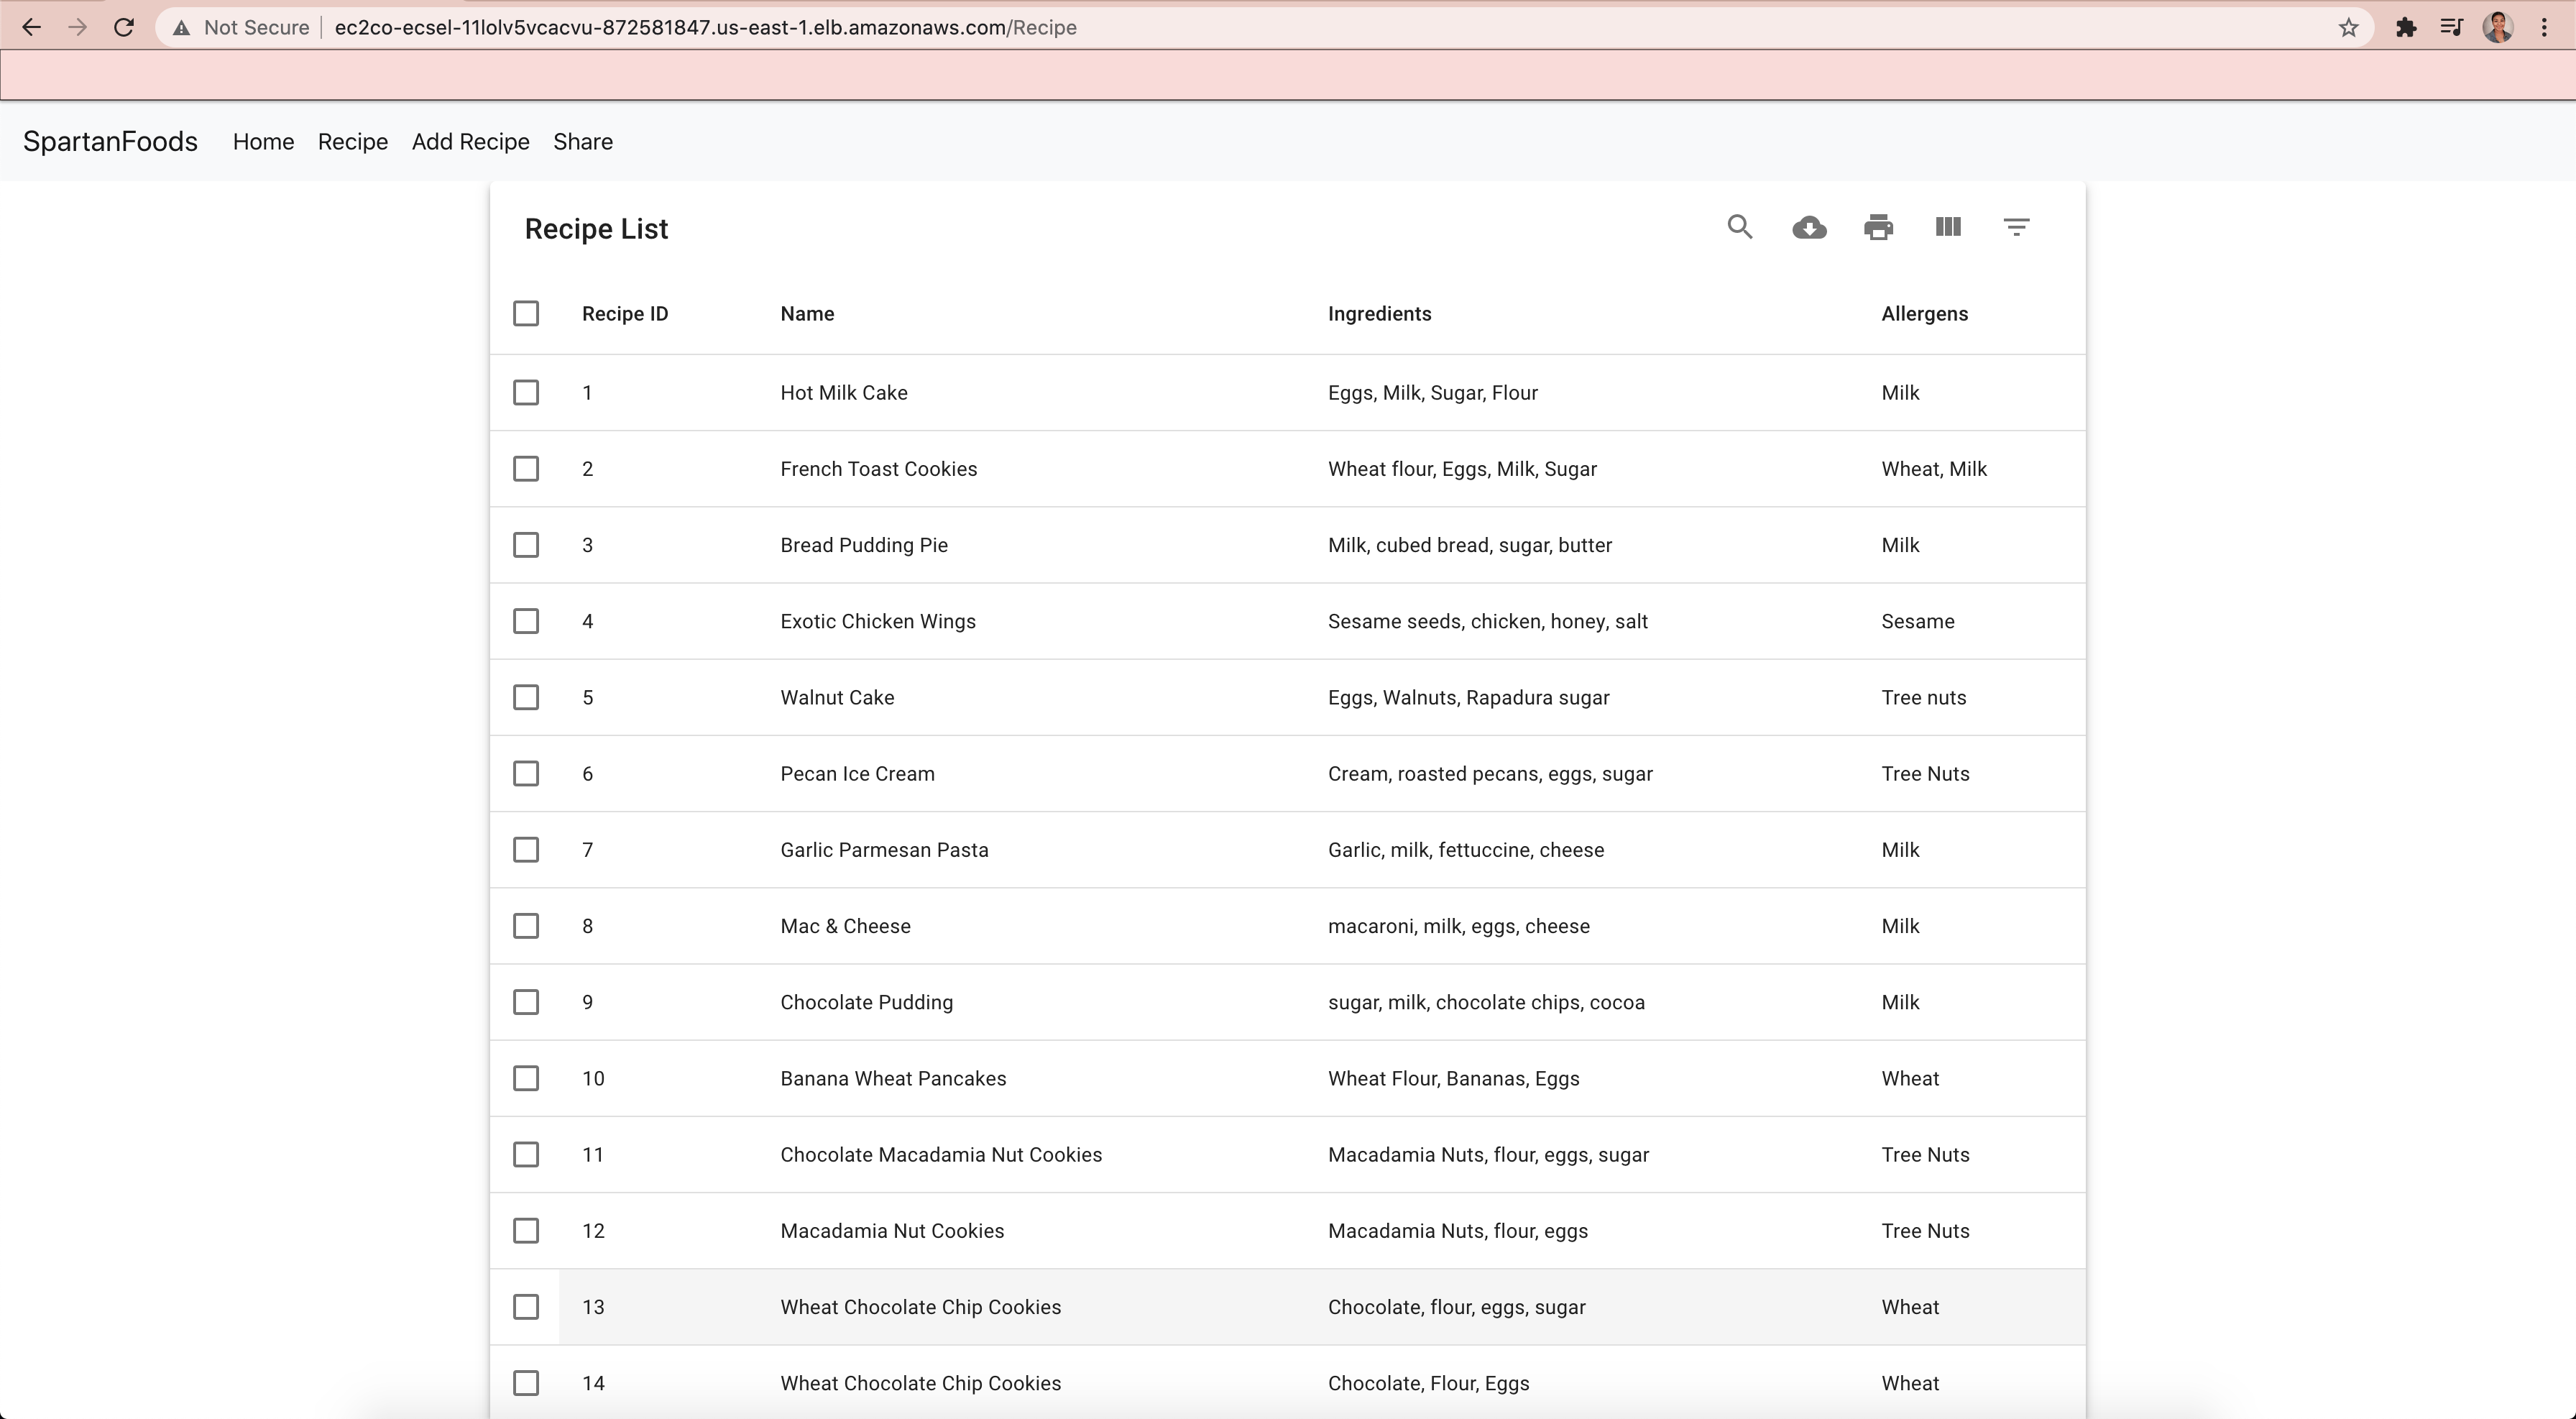 Not Secure ec2co-ecsel-11lolv5vcacvu-872581847.us-east-1.elb.amazonaws.com/Recipe
SpartanFoods Home Recipe Add Recipe Share
Recipe List
Recipe ID Name Ingredients Allergens
1 Hot Milk Cake Eggs, Milk, Sugar, Flour Milk
2 French Toast Cookies Wheat flour, Eggs, Milk, Sugar Wheat, Milk
3 Bread Pudding Pie Milk, cubed bread, sugar, butter Milk
4 Exotic Chicken Wings Sesame seeds, chicken, honey, salt Sesame
5 Walnut Cake Eggs, Walnuts, Rapadura sugar Tree nuts
6 Pecan Ice Cream Cream, roasted pecans, eggs, sugar Tree Nuts
7 Garlic Parmesan Pasta Garlic, milk, fettuccine, cheese Milk
8 Mac & Cheese macaroni, milk, eggs, cheese Milk
9 Chocolate Pudding sugar, milk, chocolate chips, cocoa Milk
10 Banana Wheat Pancakes Wheat Flour, Bananas, Eggs Wheat
11 Chocolate Macadamia Nut Cookies Macadamia Nuts, flour, eggs, sugar Tree Nuts
12 Macadamia Nut Cookies Macadamia Nuts, flour, eggs Tree Nuts
13 Wheat Chocolate Chip Cookies Chocolate, flour, eggs, sugar Wheat
14 Wheat Chocolate Chip Cookies Chocolate, Flour, Eggs Wheat